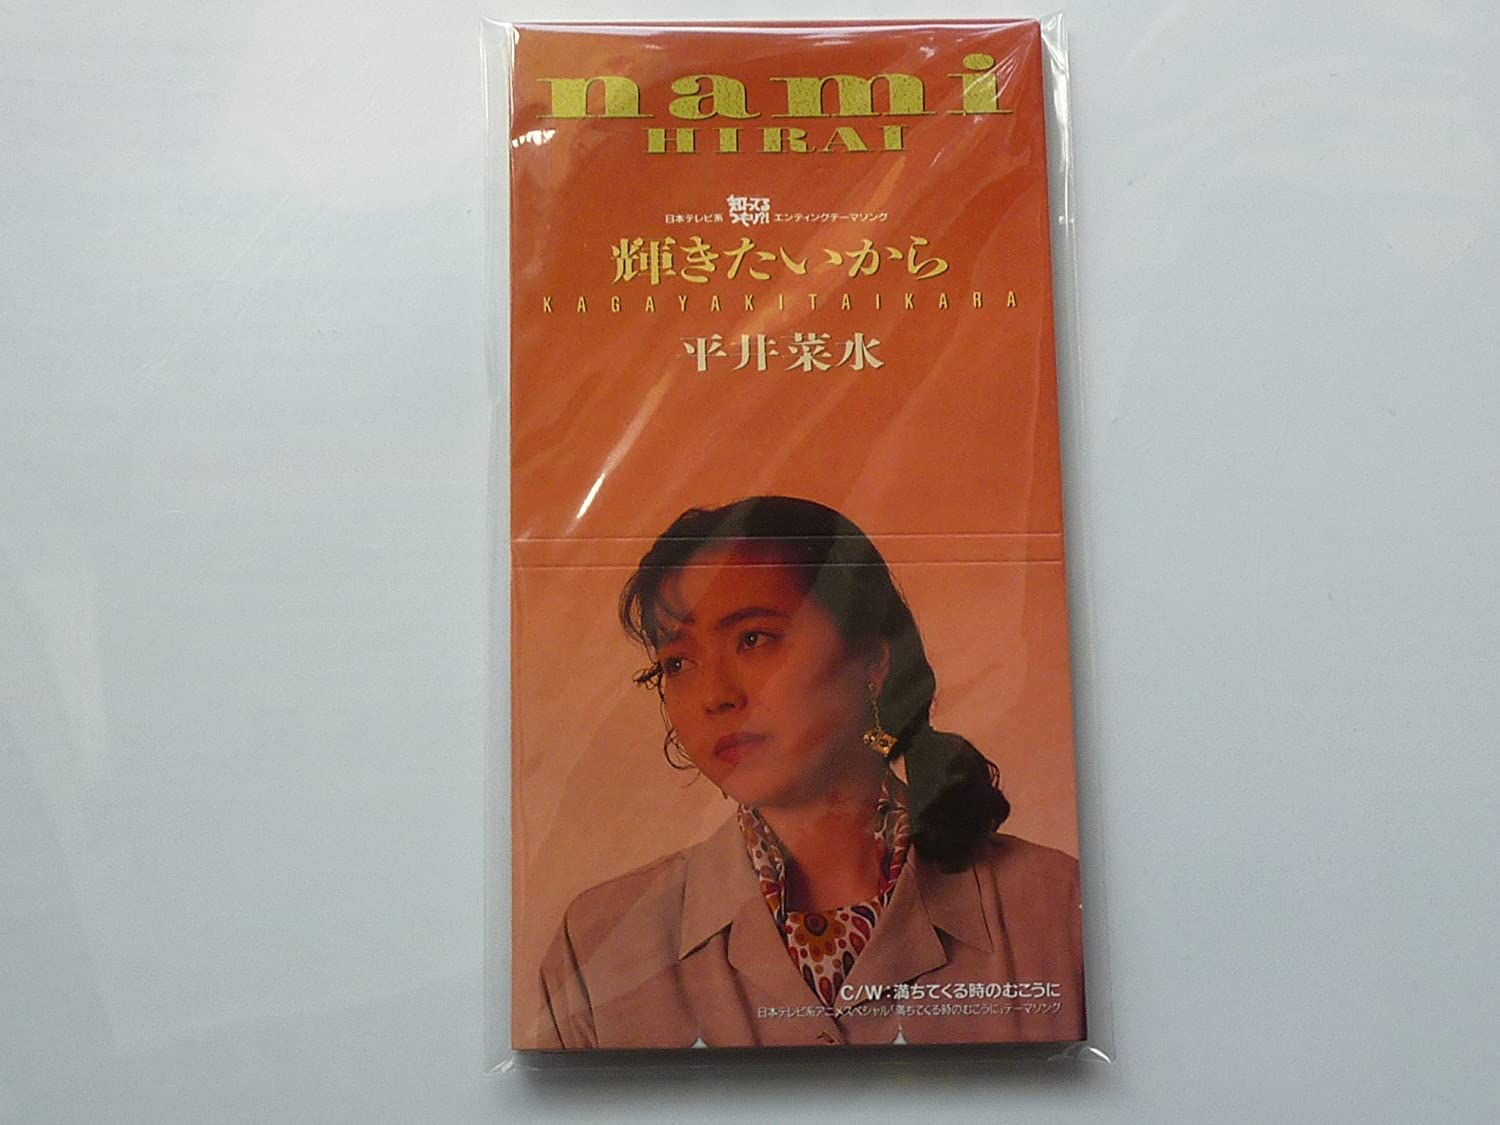 nami
HIRAI
日本テレビ系 知ってるつもり?! エンディングテーマソング
輝きたいから
KAGAYAKITAIKARA
平井菜水
C/W:満ちてくる時のむこうに
日本テレビ系アニメスペシャル「満ちてくる時のむこうに」テーマソング